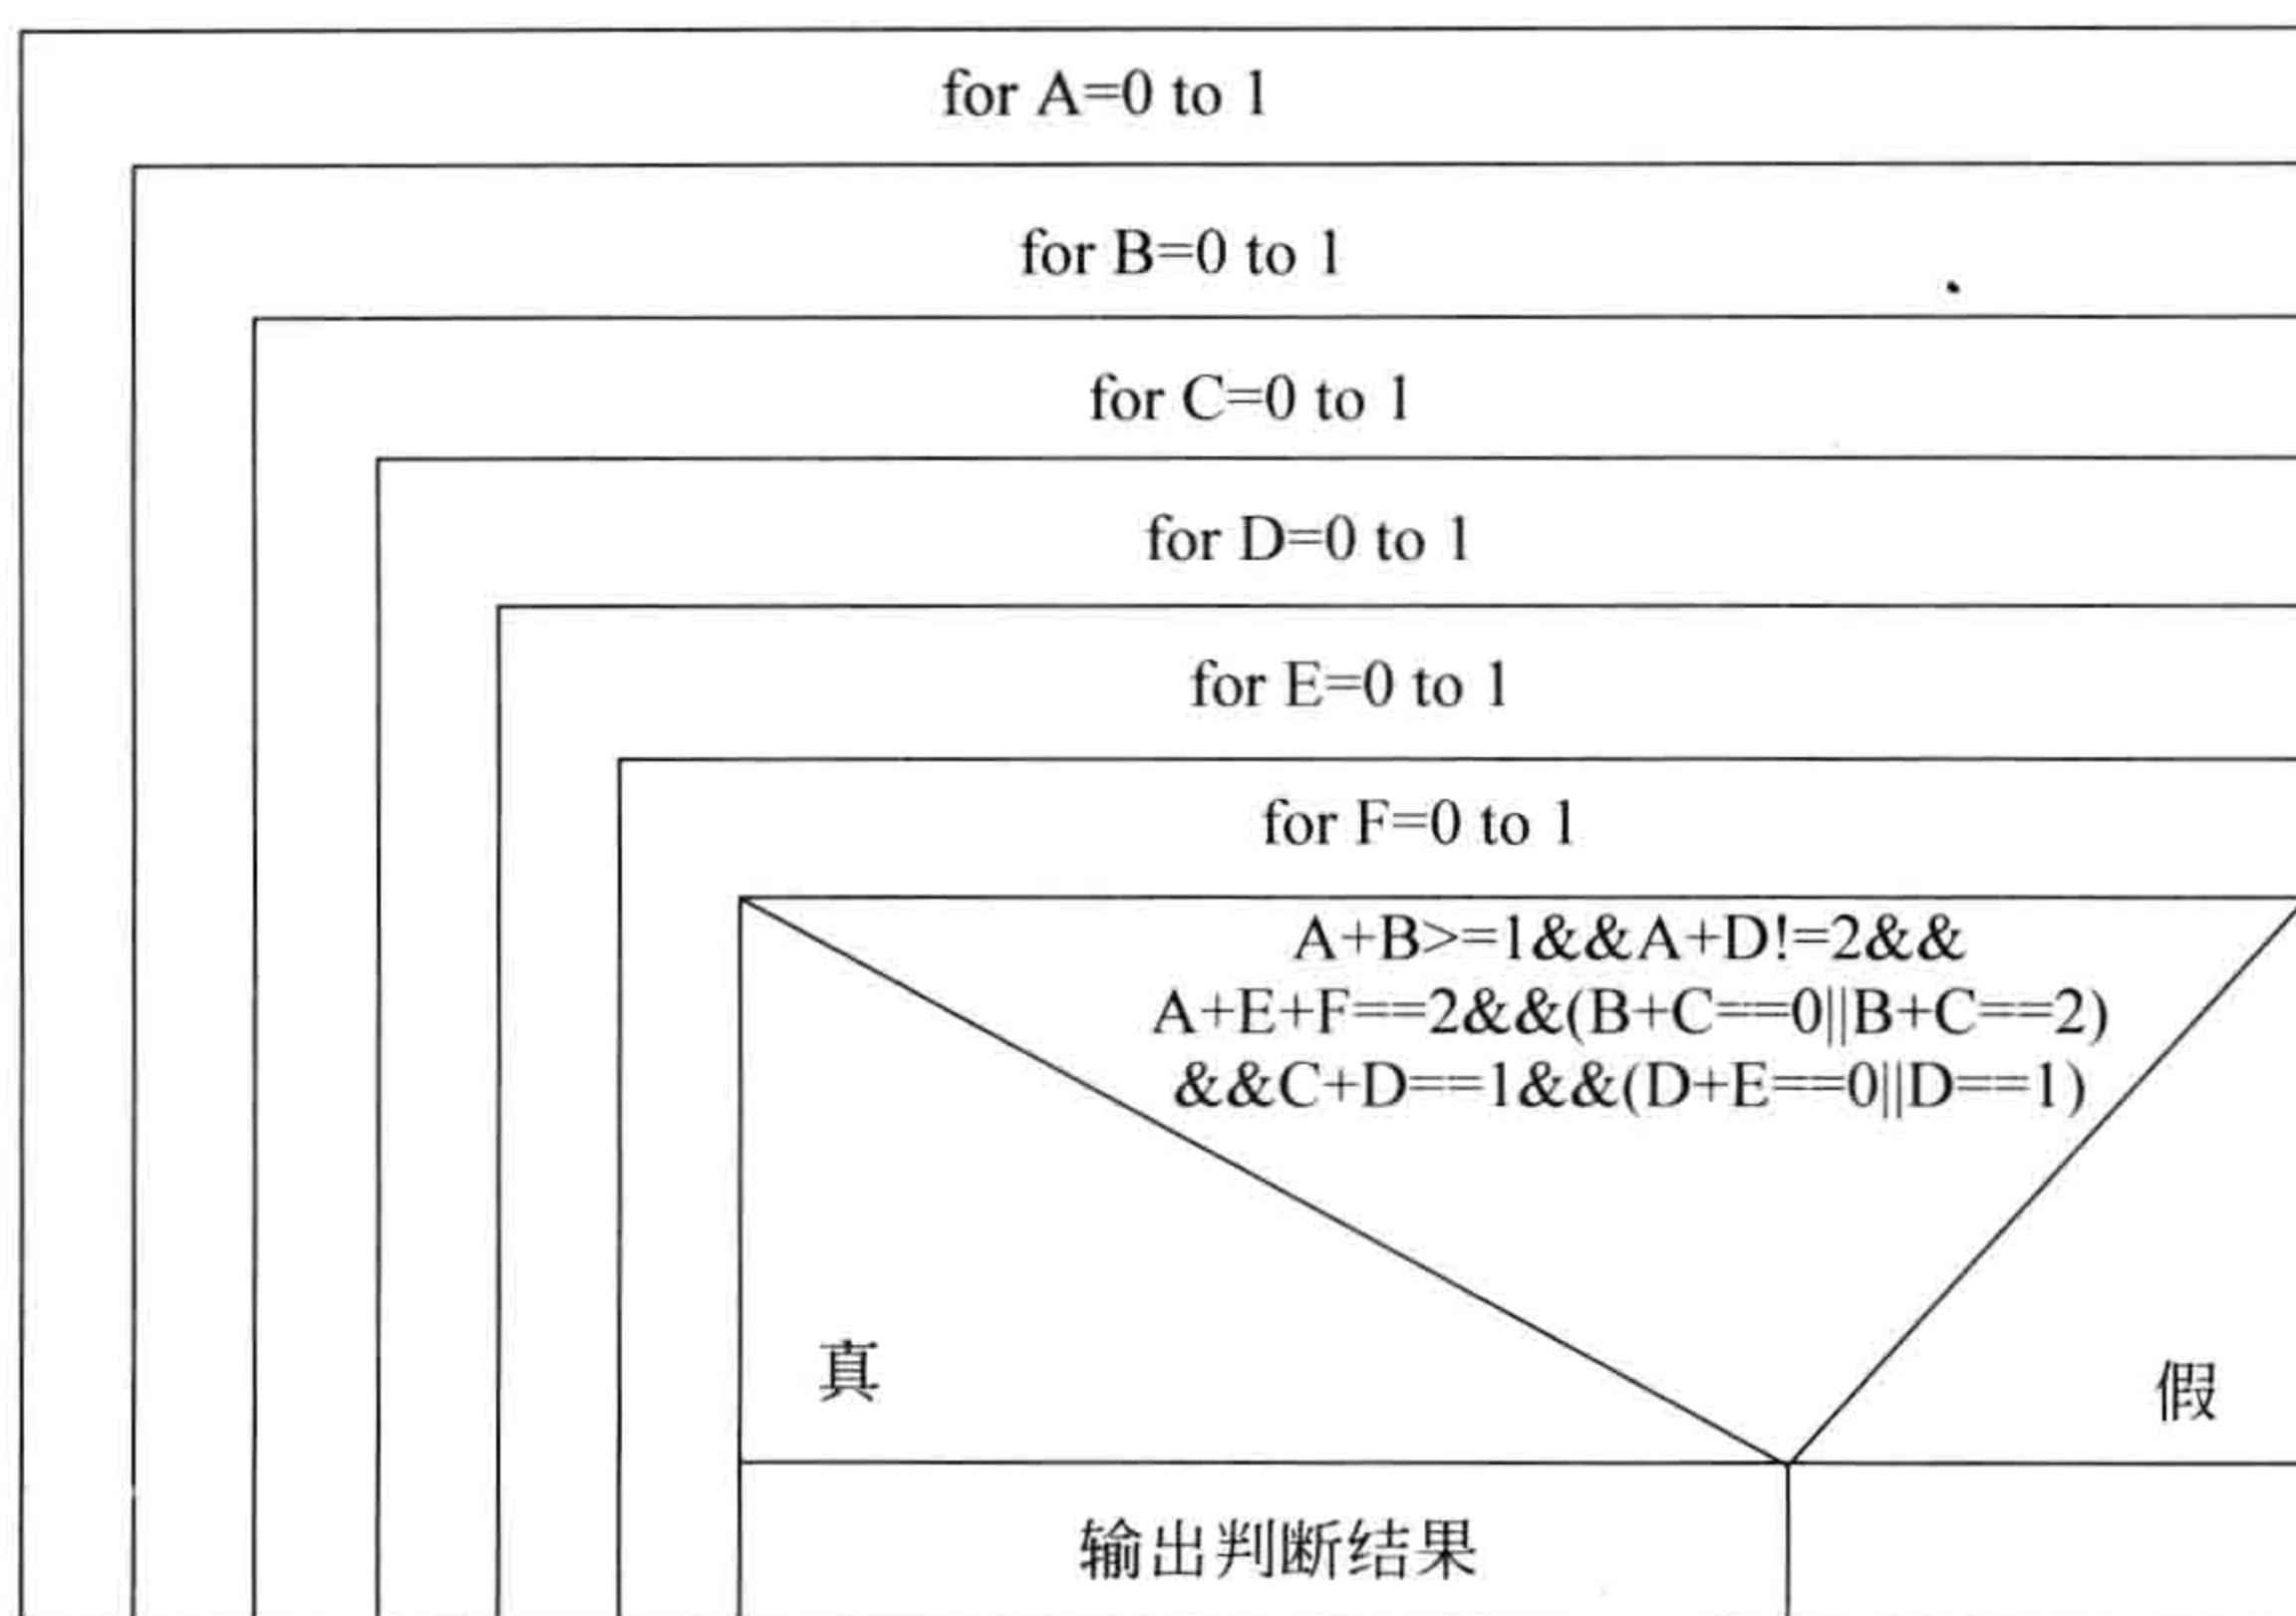 for A=0 to 1
for B=0 to 1
for C=0 to 1
for D=0 to 1
for E=0 to 1
for F=0 to 1
A+B>=1&&A+D!=2&&
A+E+F==2&&(B+C==0||B+C==2)
&&C+D==1&&(D+E==0||D==1)
真
假
输出判断结果